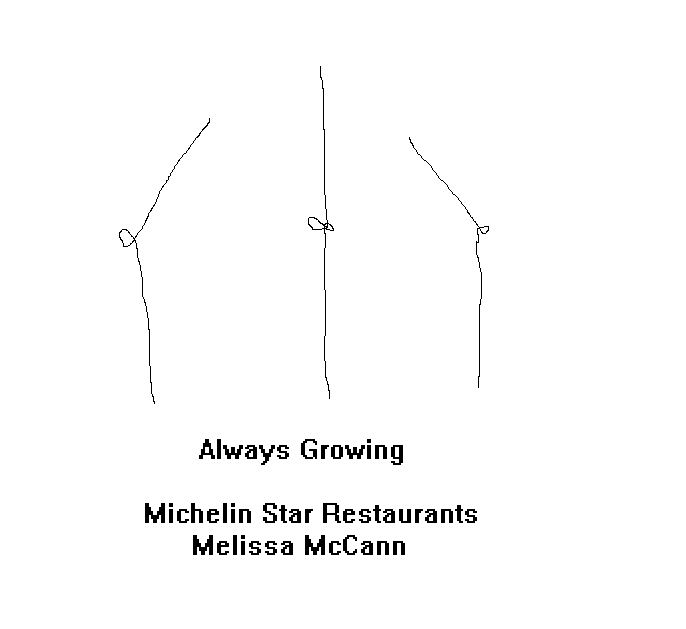 Always Growing
Michelin Star Restaurants
Melissa McCann